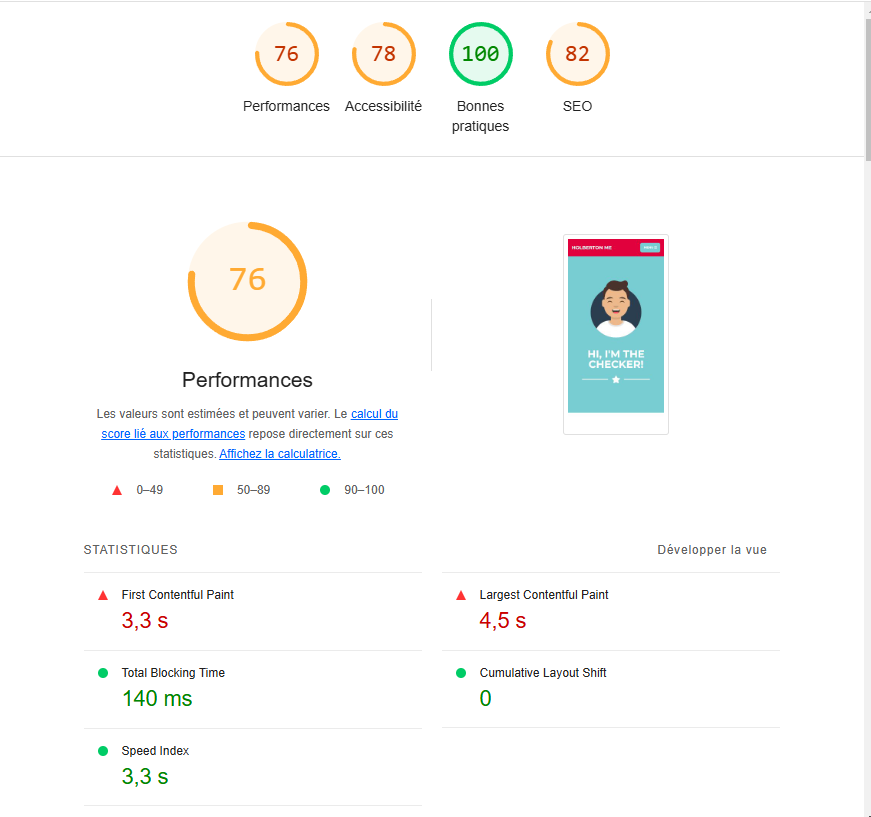 76
78
100
82
Performances
Accessibilité
Bonnes
pratiques
SEO
76
Performances
Les valeurs sont estimées et peuvent varier. Le calcul du
score lié aux performances repose directement sur ces
statistiques. Affichez la calculatrice.
0–49
50–89
90–100
HOLBERTON ME
HI, I'M THE
CHECKER!
STATISTIQUES
Développer la vue
First Contentful Paint
3,3 s
Largest Contentful Paint
4,5 s
Total Blocking Time
140 ms
Cumulative Layout Shift
0
Speed Index
3,3 s